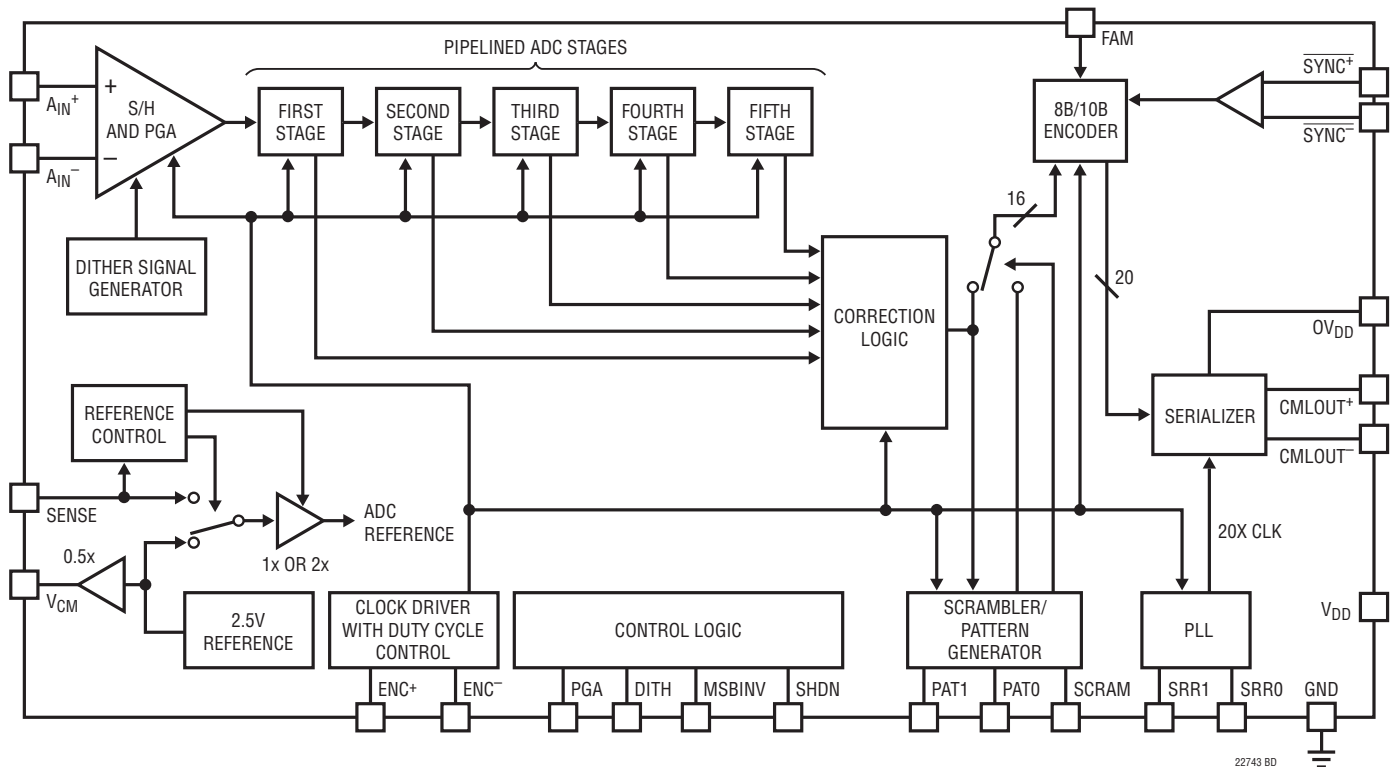 FAM
PIPELINED ADC STAGES
SYNC+
AIN+
+
S/H
AND PGA
–
AIN–
FIRST
STAGE
SECOND
STAGE
THIRD
STAGE
FOURTH
STAGE
FIFTH
STAGE
8B/10B
ENCODER
SYNC–
16
DITHER SIGNAL
GENERATOR
20
CORRECTION
LOGIC
OVDD
REFERENCE
CONTROL
SERIALIZER
CMLOUT+
CMLOUT–
SENSE
ADC
REFERENCE
20X CLK
0.5x
1x OR 2x
VCM
2.5V
REFERENCE
CLOCK DRIVER
WITH DUTY CYCLE
CONTROL
CONTROL LOGIC
SCRAMBLER/
PATTERN
GENERATOR
PLL
VDD
ENC+
ENC–
PGA
DITH
MSBINV
SHDN
PAT1
PAT0
SCRAM
SRR1
SRR0
GND
22743 BD